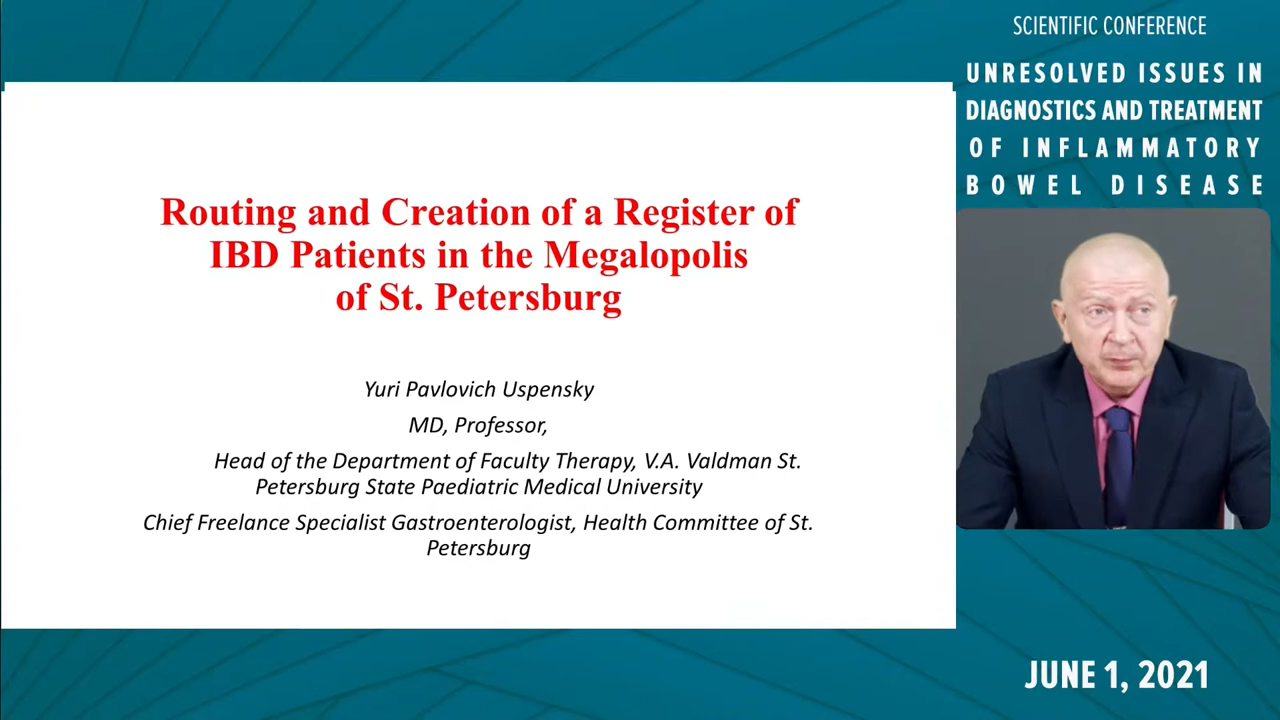 Routing and Creation of a Register of
IBD Patients in the Megalopolis
of St. Petersburg
Yuri Pavlovich Uspensky
MD, Professor,
Head of the Department of Faculty Therapy, V.A. Valdman St.
Petersburg State Paediatric Medical University
Chief Freelance Specialist Gastroenterologist, Health Committee of St.
Petersburg
SCIENTIFIC CONFERENCE
UNRESOLVED ISSUES IN
DIAGNOSTICS AND TREATMENT
OF INFLAMMATORY
BOWEL DISEASE
JUNE 1, 2021